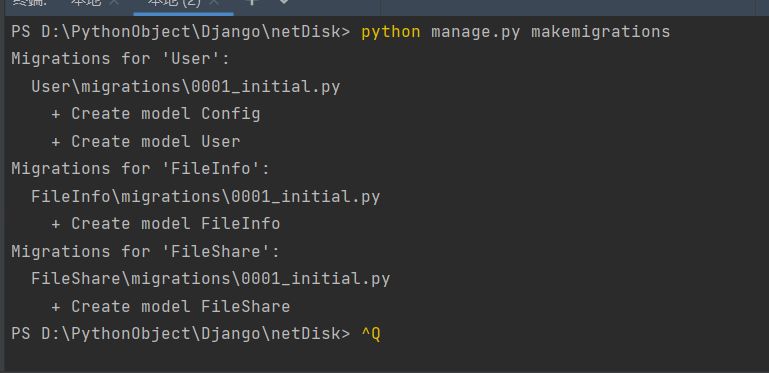 终端: 本地 × 本地 (2) × +
PS D:\PythonObject\Django\netDisk> python manage.py makemigrations
Migrations for 'User':
  User\migrations\0001_initial.py
    + Create model Config
    + Create model User
Migrations for 'FileInfo':
  FileInfo\migrations\0001_initial.py
    + Create model FileInfo
Migrations for 'FileShare':
  FileShare\migrations\0001_initial.py
    + Create model FileShare
PS D:\PythonObject\Django\netDisk> ^Q